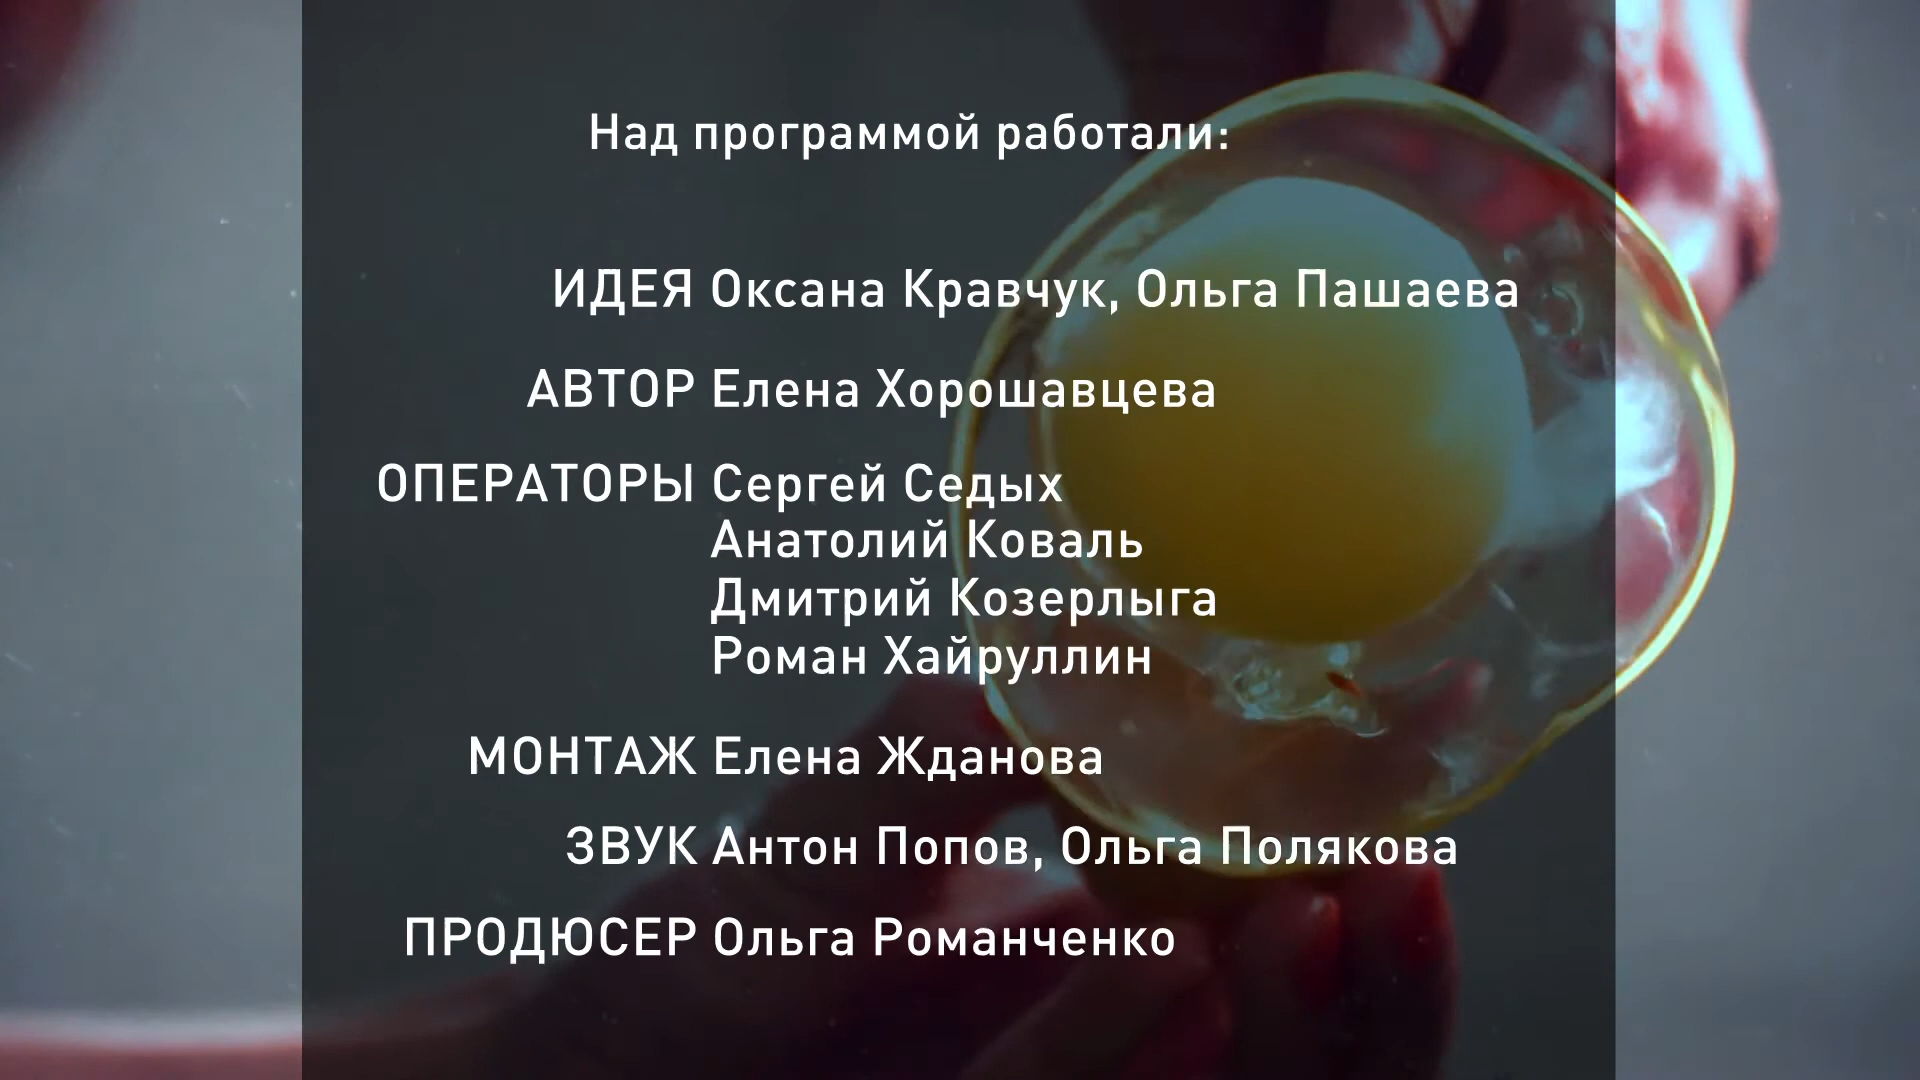 Над программой работали:
ИДЕЯ Оксана Кравчук, Ольга Пашаева
АВТОР Елена Хорошавцева
ОПЕРАТОРЫ Сергей Седых
Анатолий Коваль
Дмитрий Козерлыга
Роман Хайруллин
МОНТАЖ Елена Жданова
ЗВУК Антон Попов, Ольга Полякова
ПРОДЮСЕР Ольга Романченко